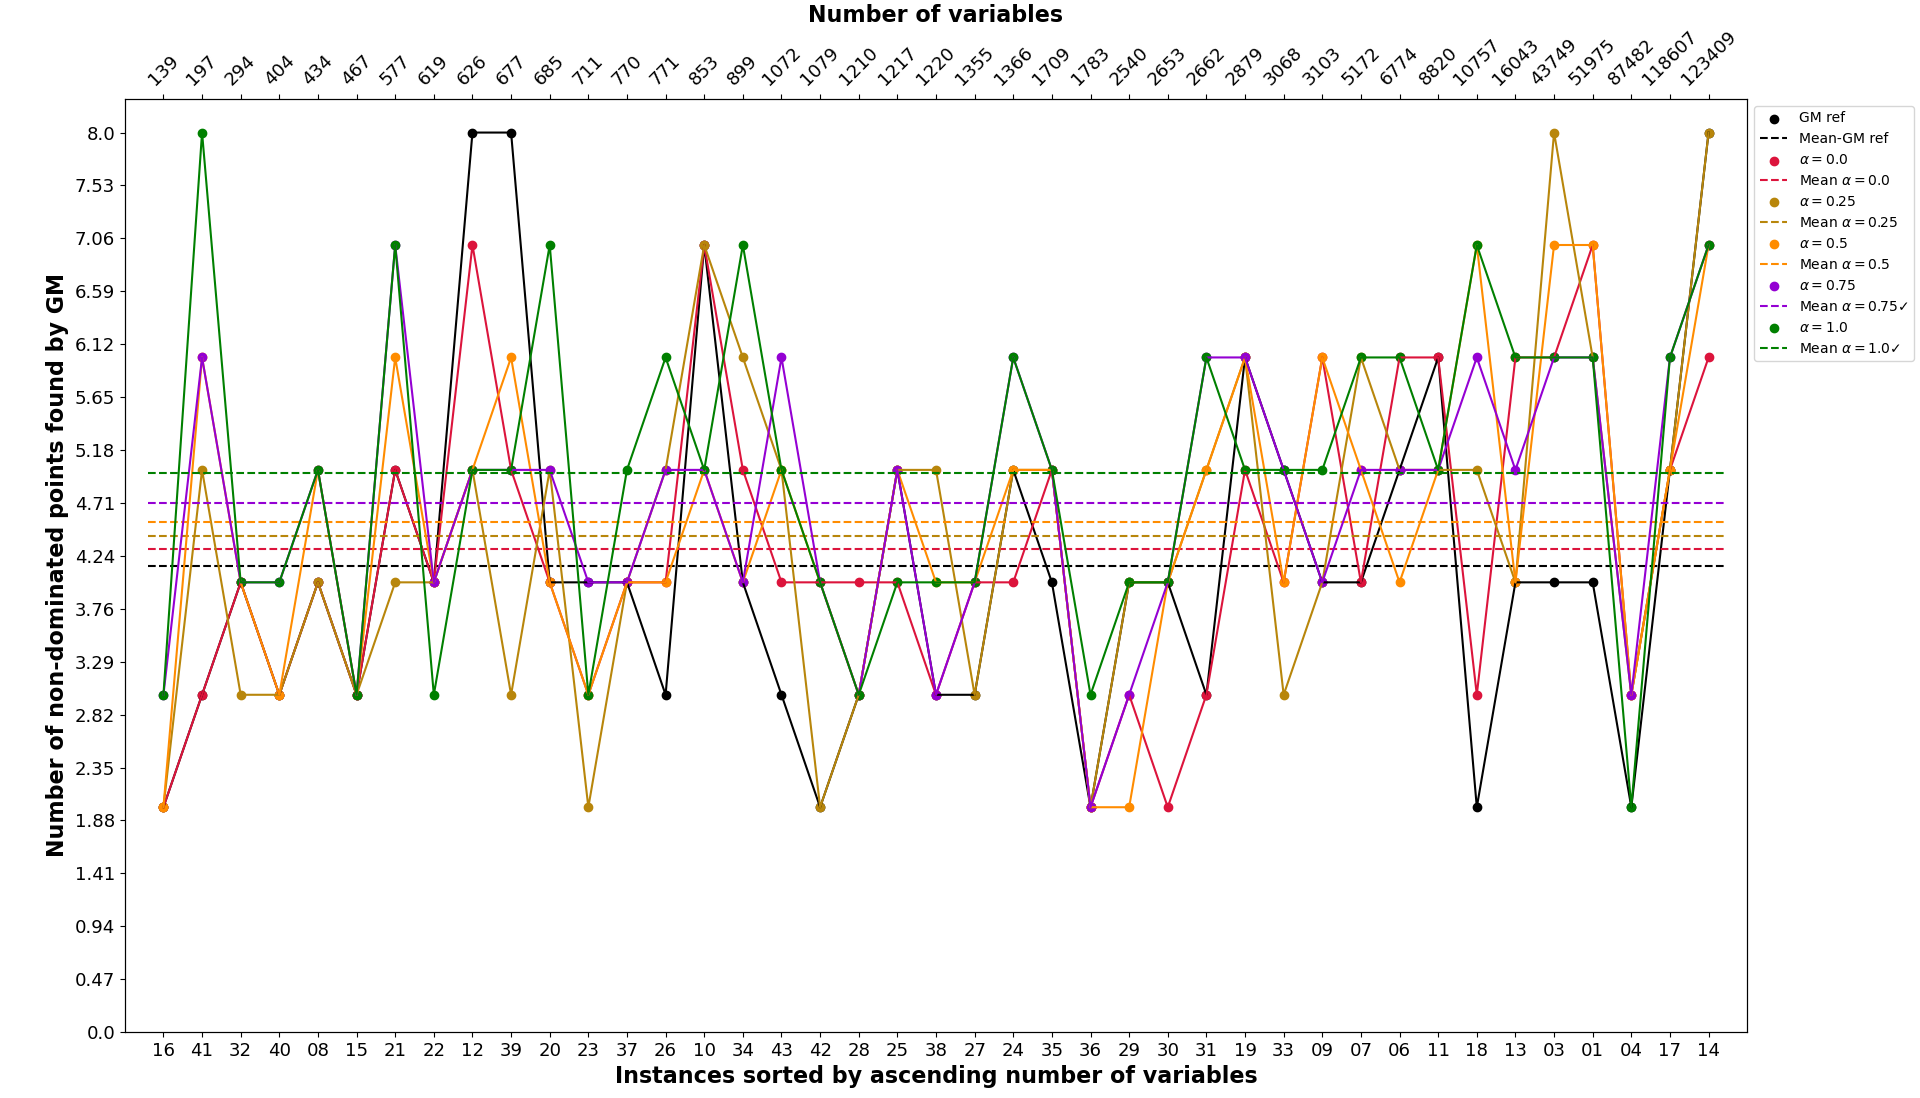 Number of variables
139 197 294 404 434 467 577 619 626 677 685 711 770 771 853 899 1072 1079 1210 1217 1220 1355 1366 1709 1783 2540 2653 2662 2879 3068 3103 5172 6774 8820 10757 16043 43749 51975 87482 118607 123409
Number of non-dominated points found by GM
8.0
7.53
7.06
6.59
6.12
5.65
5.18
4.71
4.24
3.76
3.29
2.82
2.35
1.88
1.41
0.94
0.47
0.0
GM ref
Mean-GM ref
α = 0.0
Mean α = 0.0
α = 0.25
Mean α = 0.25
α = 0.5
Mean α = 0.5
α = 0.75
Mean α = 0.75✓
α = 1.0
Mean α = 1.0✓
16 41 32 40 08 15 21 22 12 39 20 23 37 26 10 34 43 42 28 25 38 27 24 35 36 29 30 31 19 33 09 07 06 11 18 13 03 01 04 17 14
Instances sorted by ascending number of variables